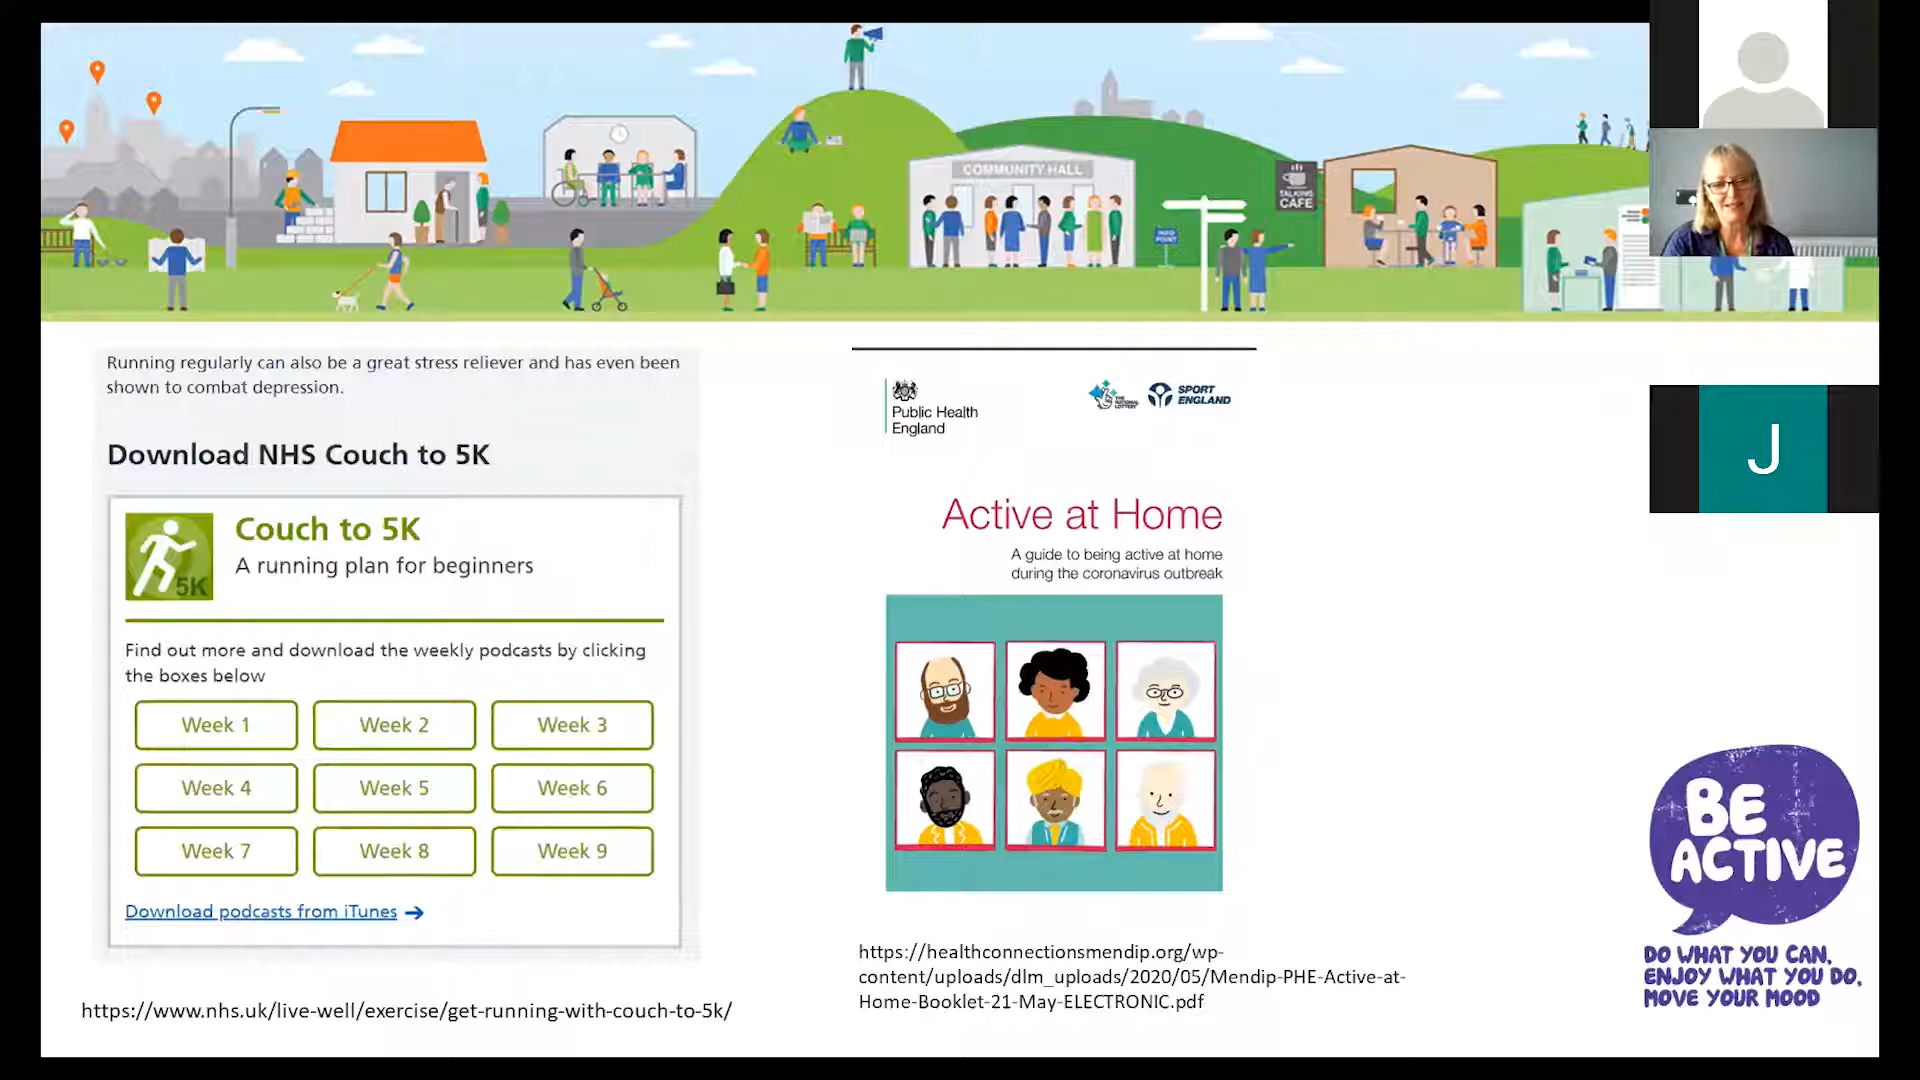 COMMUNITY HALL
TALKING
CAFE
INFO
POINT
Running regularly can also be a great stress reliever and has even been
shown to combat depression.
Download NHS Couch to 5K
5K
Couch to 5K
A running plan for beginners
Find out more and download the weekly podcasts by clicking
the boxes below
Week 1
Week 2
Week 3
Week 4
Week 5
Week 6
Week 7
Week 8
Week 9
Download podcasts from iTunes
https://www.nhs.uk/live-well/exercise/get-running-with-couch-to-5k/
Public Health
England
THE
NATIONAL
LOTTERY
SPORT
ENGLAND
Active at Home
A guide to being active at home
during the coronavirus outbreak
https://healthconnectionsmendip.org/wp-
content/uploads/dlm_uploads/2020/05/Mendip-PHE-Active-at-
Home-Booklet-21-May-ELECTRONIC.pdf
J
BE
ACTIVE
DO WHAT YOU CAN,
ENJOY WHAT YOU DO,
MOVE YOUR MOOD